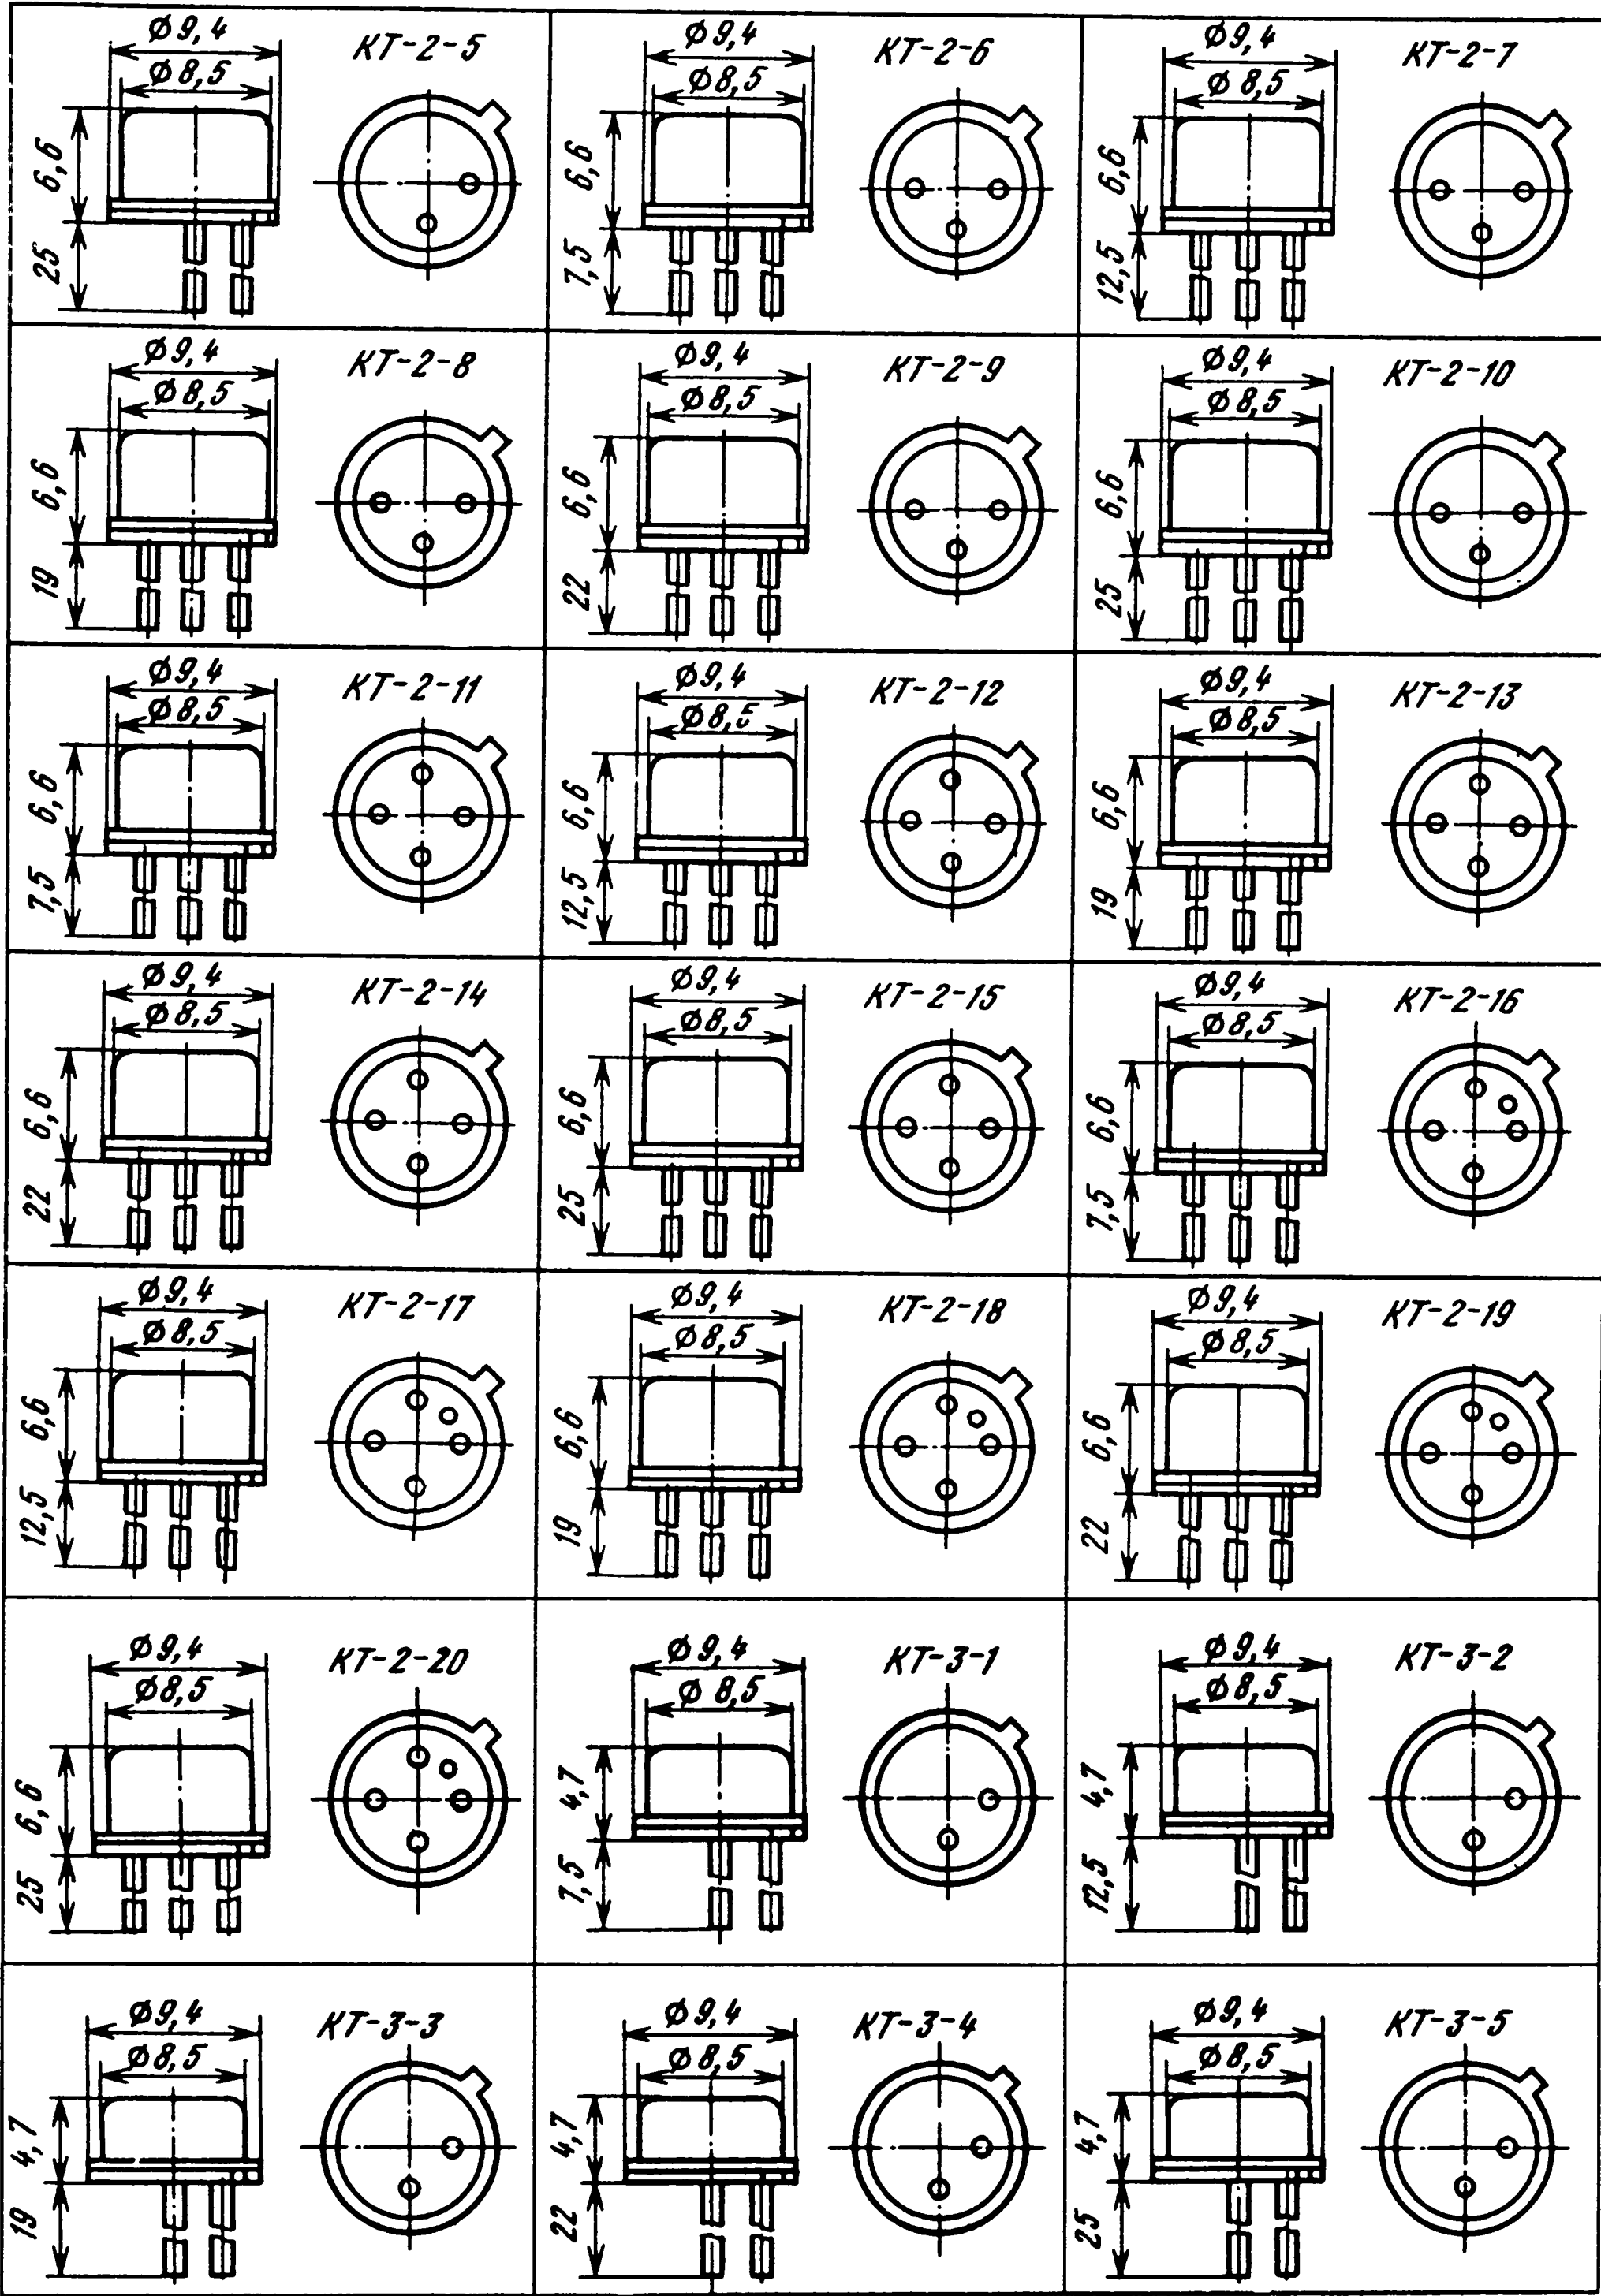 Ø9,4
КТ-2-5
Ø8,5
6,6
25
Ø9,4
КТ-2-6
Ø8,5
6,6
7,5
Ø9,4
КТ-2-7
Ø8,5
6,6
12,5
Ø9,4
КТ-2-8
Ø8,5
6,6
19
Ø9,4
КТ-2-9
Ø8,5
6,6
22
Ø9,4
КТ-2-10
Ø8,5
6,6
25
Ø9,4
КТ-2-11
Ø8,5
6,6
7,5
Ø9,4
КТ-2-12
Ø8,5
6,6
12,5
Ø9,4
КТ-2-13
Ø8,5
6,6
19
Ø9,4
КТ-2-14
Ø8,5
6,6
22
Ø9,4
КТ-2-15
Ø8,5
6,6
25
Ø9,4
КТ-2-16
Ø8,5
6,6
7,5
Ø9,4
КТ-2-17
Ø8,5
6,6
12,5
Ø9,4
КТ-2-18
Ø8,5
6,6
19
Ø9,4
КТ-2-19
Ø8,5
6,6
22
Ø9,4
КТ-2-20
Ø8,5
6,6
25
Ø9,4
КТ-3-1
Ø8,5
4,7
7,5
Ø9,4
КТ-3-2
Ø8,5
4,7
12,5
Ø9,4
КТ-3-3
Ø8,5
4,7
19
Ø9,4
КТ-3-4
Ø8,5
4,7
22
Ø9,4
КТ-3-5
Ø8,5
4,7
25